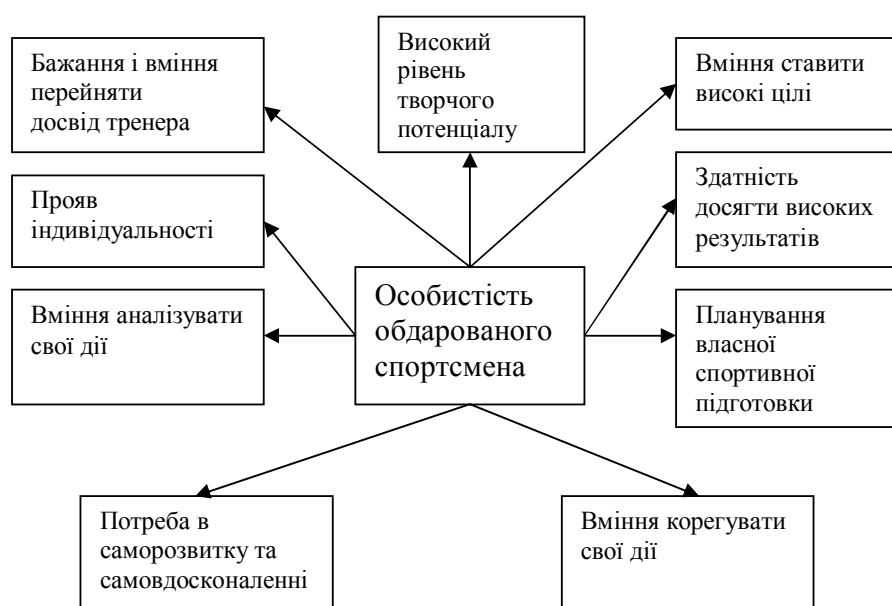 Бажання і вміння
перейняти
досвід тренера
Високий
рівень
творчого
потенціалу
Вміння ставити
високі цілі
Прояв
індивідуальності
Здатність
досягти високих
результатів
Вміння аналізувати
свої дії
Особистість
обдарованого
спортсмена
Планування
власної
спортивної
підготовки
Потреба в
саморозвитку та
самовдосконаленні
Вміння корегувати
свої дії